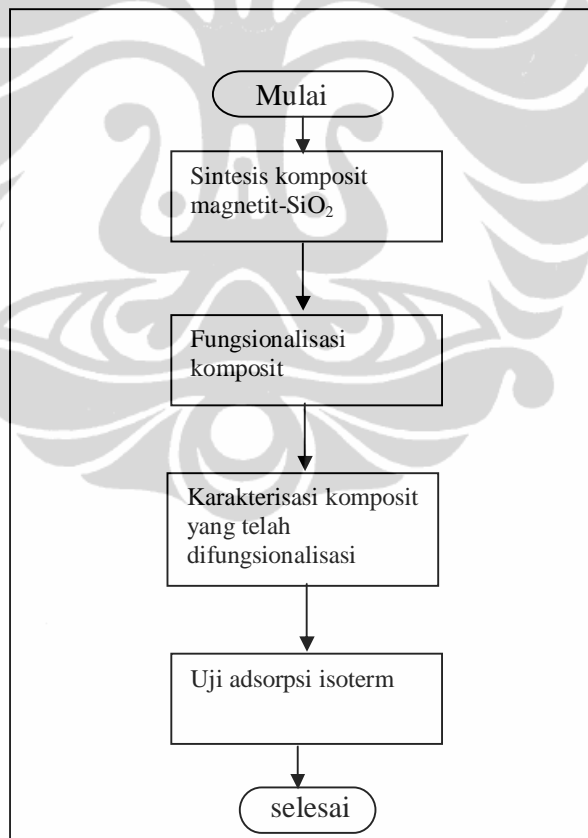 Mulai
Sintesis komposit
magnetit-SiO₂
Fungsionalisasi
komposit
Karakterisasi komposit
yang telah
difungsionalisasi
Uji adsorpsi isoterm
selesai